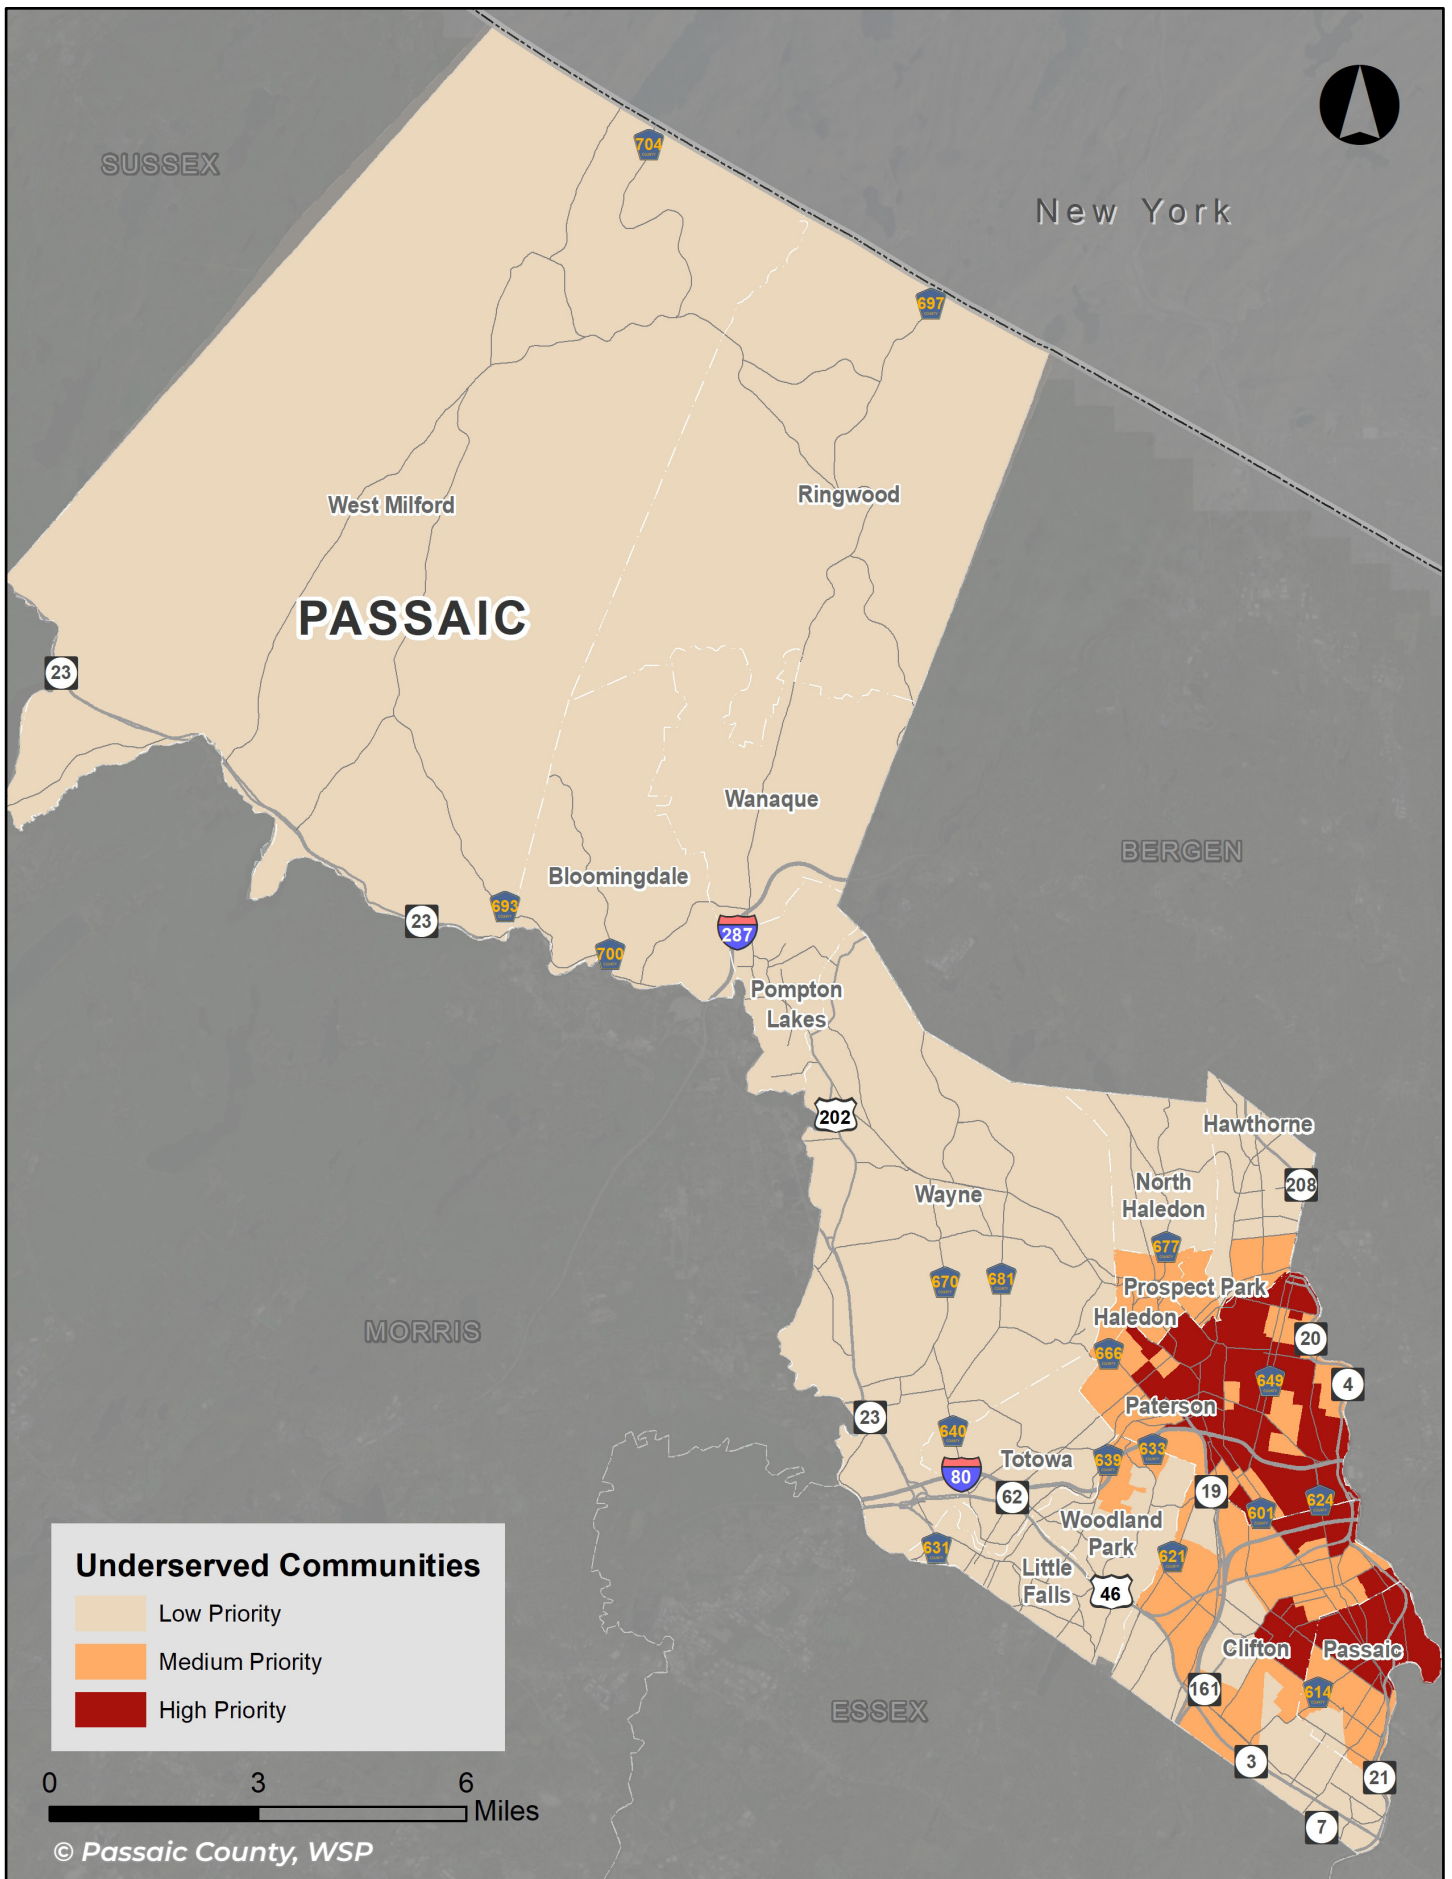 SUSSEX
704
New York
697
West Milford
Ringwood
PASSAIC
23
Wanaque
BERGEN
Bloomingdale
693
23
287
700
Pompton
Lakes
202
Hawthorne
208
North
Haledon
Wayne
677
670
681
Prospect Park
Haledon
MORRIS
20
666
649
4
Paterson
23
640
633
Totowa
639
80
62
19
624
601
Woodland
Park
631
621
Little
Falls
46
Clifton
Passaic
161
614
ESSEX
3
21
7
Underserved Communities
Low Priority
Medium Priority
High Priority
0 3 6
Miles
© Passaic County, WSP